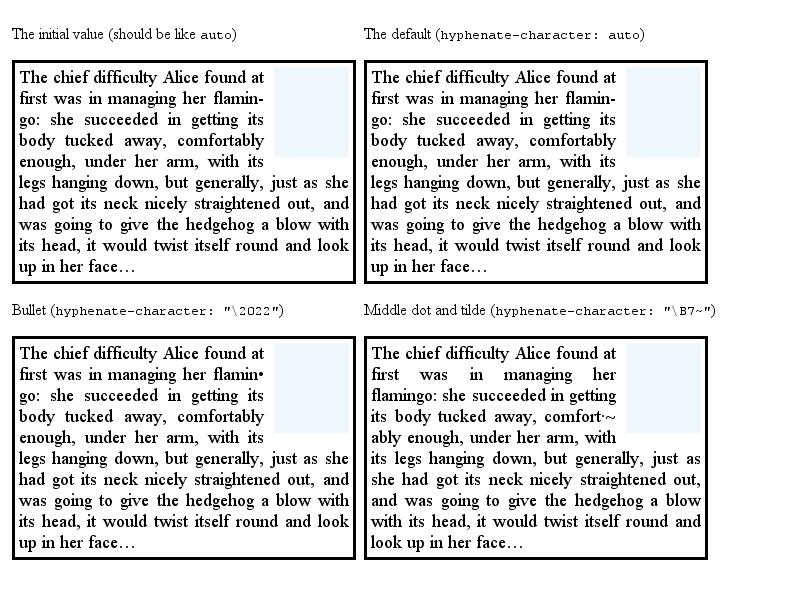 The initial value (should be like auto)
The chief difficulty Alice found at
first was in managing her flamin-
go: she succeeded in getting its
body tucked away, comfortably
enough, under her arm, with its
legs hanging down, but generally, just as she
had got its neck nicely straightened out, and
was going to give the hedgehog a blow with
its head, it would twist itself round and look
up in her face…
The default (hyphenate-character: auto)
The chief difficulty Alice found at
first was in managing her flamin-
go: she succeeded in getting its
body tucked away, comfortably
enough, under her arm, with its
legs hanging down, but generally, just as she
had got its neck nicely straightened out, and
was going to give the hedgehog a blow with
its head, it would twist itself round and look
up in her face…
Bullet (hyphenate-character: "\2022")
The chief difficulty Alice found at
first was in managing her flamin•
go: she succeeded in getting its
body tucked away, comfortably
enough, under her arm, with its
legs hanging down, but generally, just as she
had got its neck nicely straightened out, and
was going to give the hedgehog a blow with
its head, it would twist itself round and look
up in her face…
Middle dot and tilde (hyphenate-character: "\B7~")
The chief difficulty Alice found at
first was in managing her
flamingo: she succeeded in getting
its body tucked away, comfort·~
ably enough, under her arm, with
its legs hanging down, but generally, just as
she had got its neck nicely straightened out,
and was going to give the hedgehog a blow
with its head, it would twist itself round and
look up in her face…